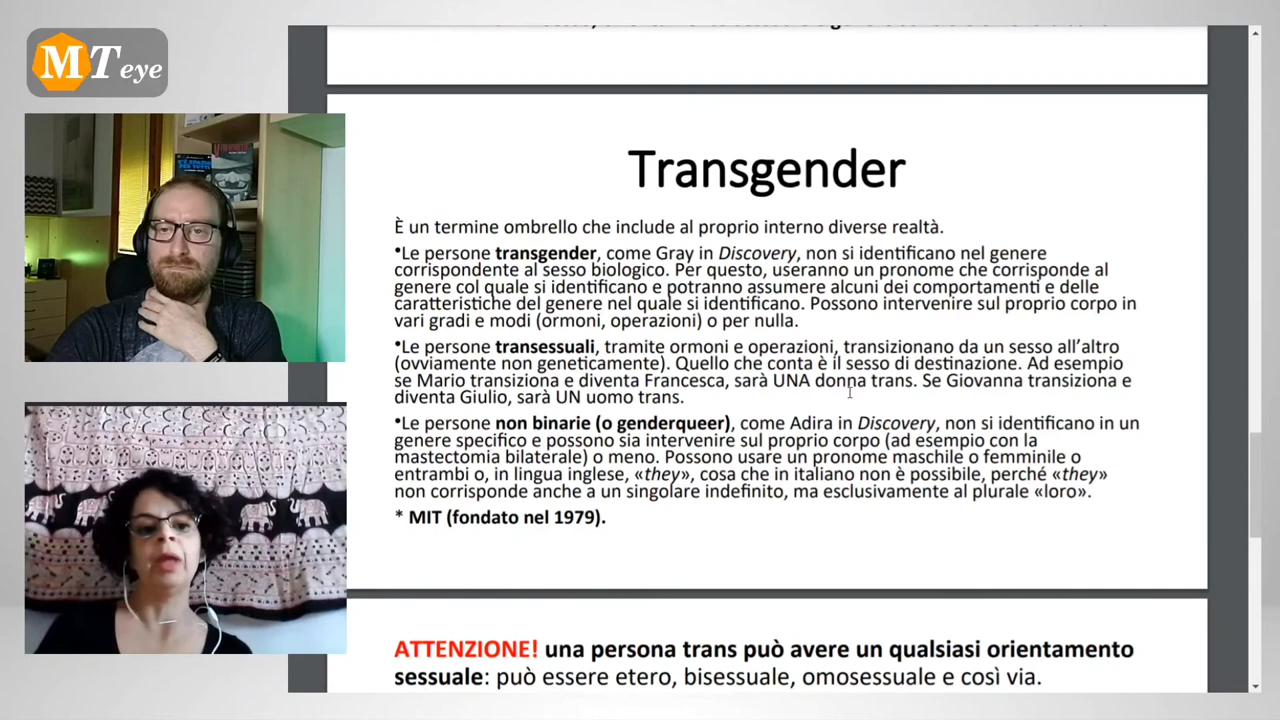 MT eye
Transgender
È un termine ombrello che include al proprio interno diverse realtà.
•Le persone transgender, come Gray in Discovery, non si identificano nel genere
corrispondente al sesso biologico. Per questo, useranno un pronome che corrisponde al
genere col quale si identificano e potranno assumere alcuni dei comportamenti e delle
caratteristiche del genere nel quale si identificano. Possono intervenire sul proprio corpo in
vari gradi e modi (ormoni, operazioni) o per nulla.
•Le persone transessuali, tramite ormoni e operazioni, transizionano da un sesso all’altro
(ovviamente non geneticamente). Quello che conta è il sesso di destinazione. Ad esempio
se Mario transiziona e diventa Francesca, sarà UNA donna trans. Se Giovanna transiziona e
diventa Giulio, sarà UN uomo trans.
•Le persone non binarie (o genderqueer), come Adira in Discovery, non si identificano in un
genere specifico e possono sia intervenire sul proprio corpo (ad esempio con la
mastectomia bilaterale) o meno. Possono usare un pronome maschile o femminile o
entrambi o, in lingua inglese, «they», cosa che in italiano non è possibile, perché «they»
non corrisponde anche a un singolare indefinito, ma esclusivamente al plurale «loro».
* MIT (fondato nel 1979).
ATTENZIONE! una persona trans può avere un qualsiasi orientamento
sessuale: può essere etero, bisessuale, omosessuale e così via.